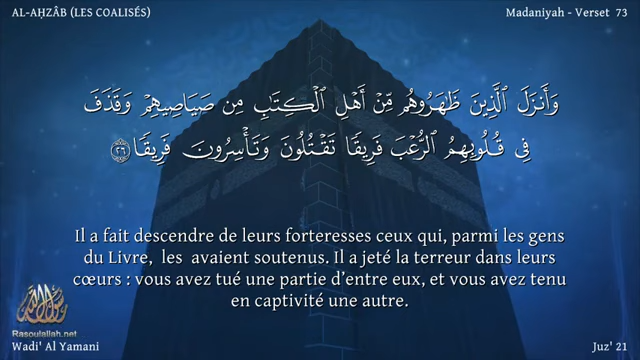 AL-AḤZÂB (LES COALISÉS)
Madaniyah - Verset 73
وَأَنزَلَ ٱلَّذِينَ ظَٰهَرُوهُم مِّنْ أَهْلِ ٱلْكِتَٰبِ مِن صَيَاصِيهِمْ وَقَذَفَ
فِى قُلُوبِهِمُ ٱلرُّعْبَ فَرِيقًا تَقْتُلُونَ وَتَأْسِرُونَ فَرِيقًا ٢٦
Il a fait descendre de leurs forteresses ceux qui, parmi les gens
du Livre, les avaient soutenus. Il a jeté la terreur dans leurs
cœurs : vous avez tué une partie d’entre eux, et vous avez tenu
en captivité une autre.
Rasoulallah.net
Wadi' Al Yamani
Juz' 21